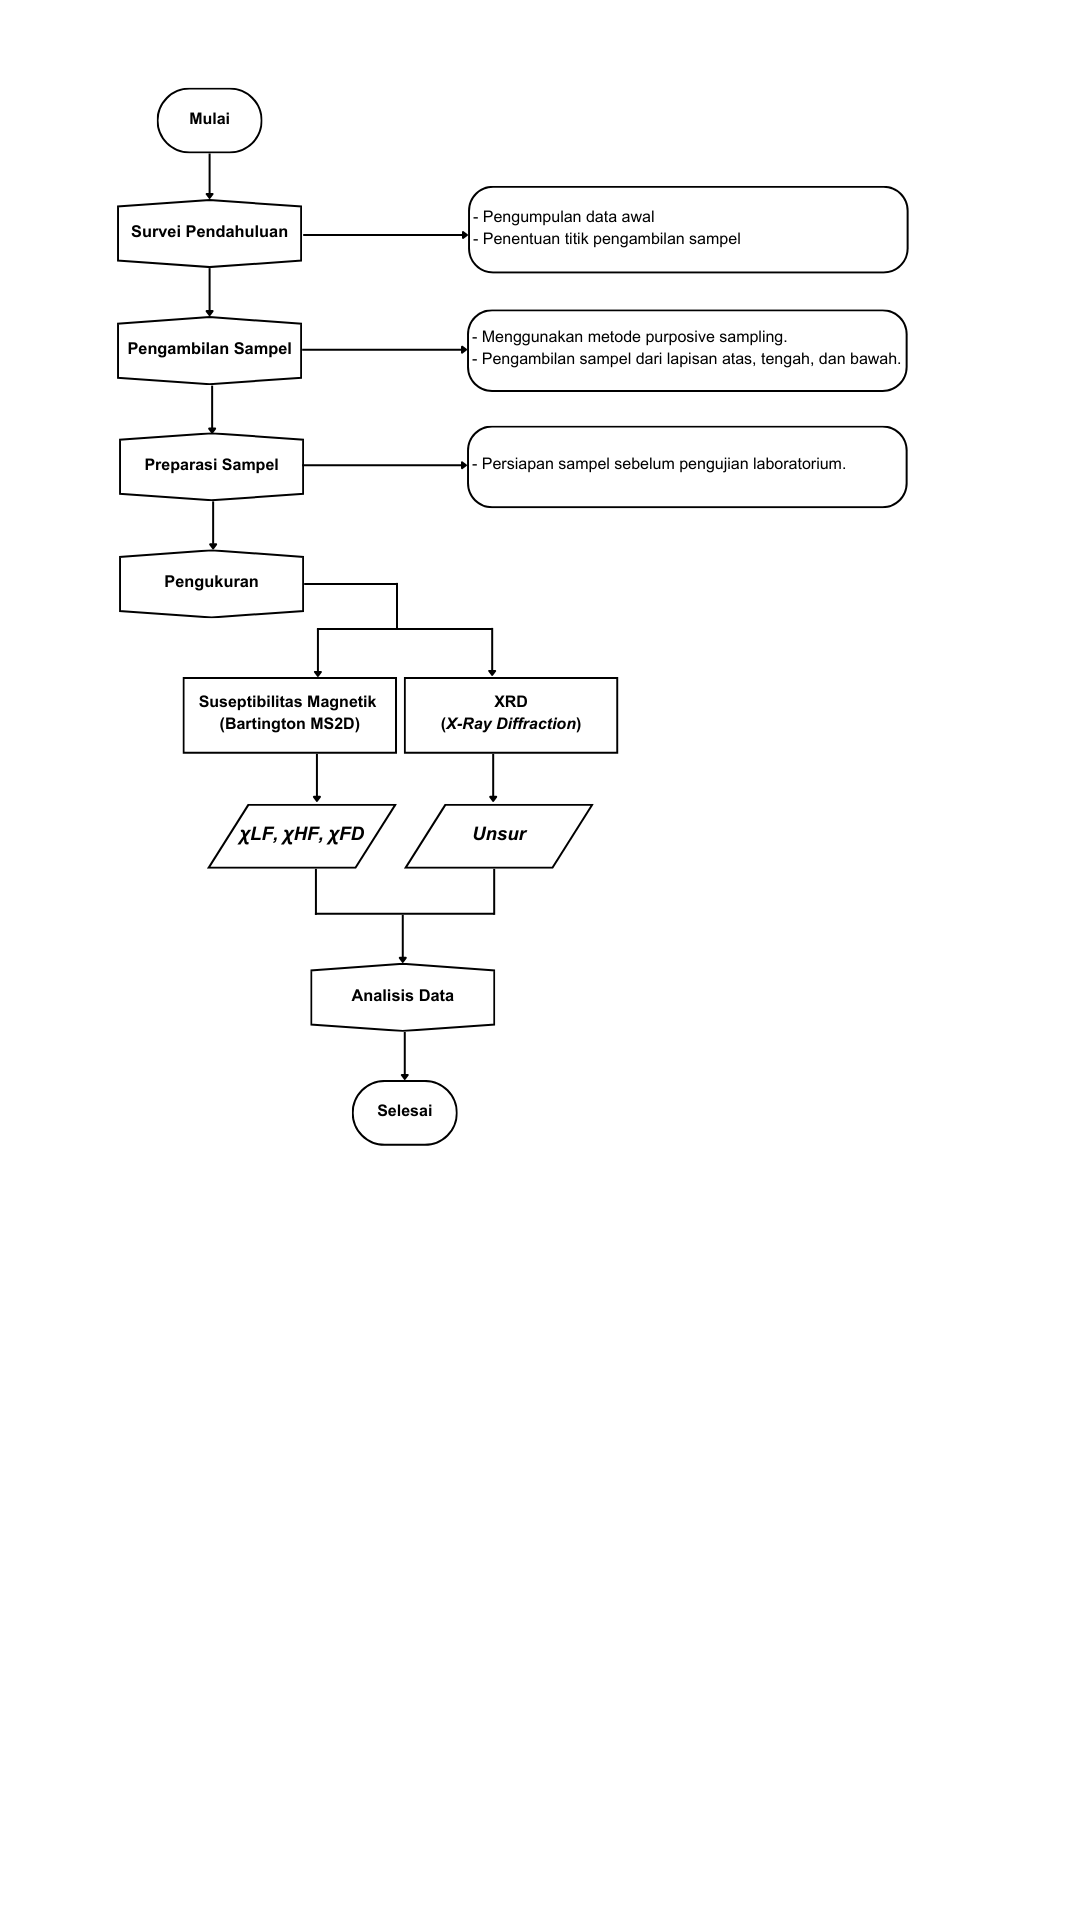 Mulai
Survei Pendahuluan
- Pengumpulan data awal
- Penentuan titik pengambilan sampel
Pengambilan Sampel
- Menggunakan metode purposive sampling.
- Pengambilan sampel dari lapisan atas, tengah, dan bawah.
Preparasi Sampel
- Persiapan sampel sebelum pengujian laboratorium.
Pengukuran
Suseptibilitas Magnetik
(Bartington MS2D)
XRD
(X-Ray Diffraction)
χLF, χHF, χFD
Unsur
Analisis Data
Selesai